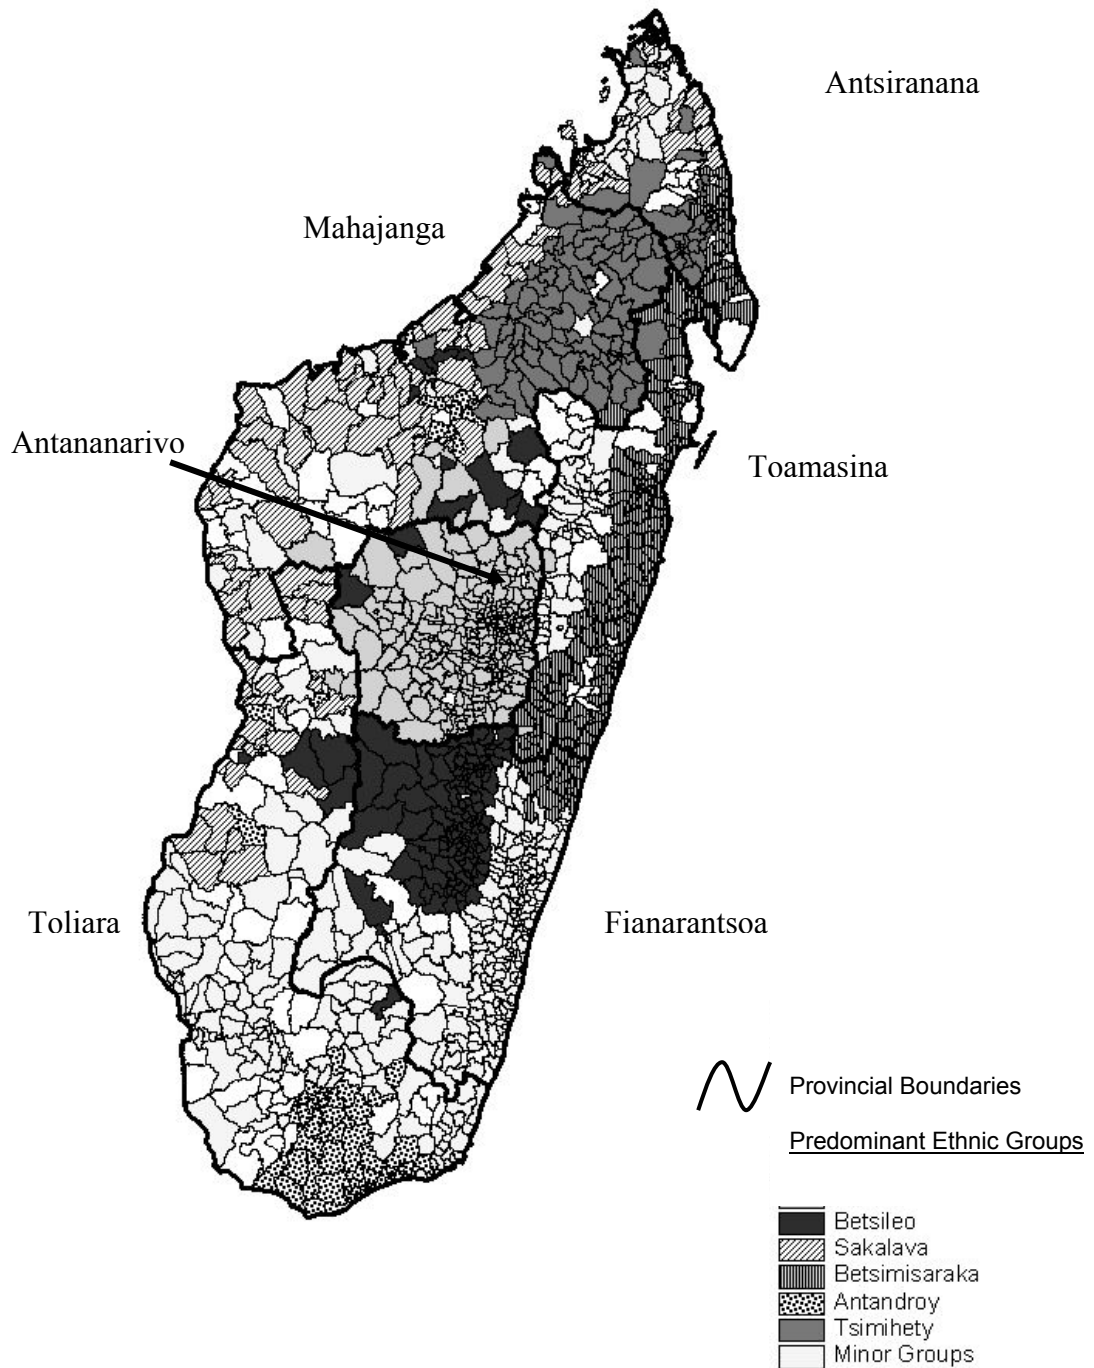 Antsiranana
Mahajanga
Antananarivo
Toamasina
Toliara
Fianarantsoa
Provincial Boundaries
Predominant Ethnic Groups
Betsileo
Sakalava
Betsimisaraka
Antandroy
Tsimihety
Minor Groups